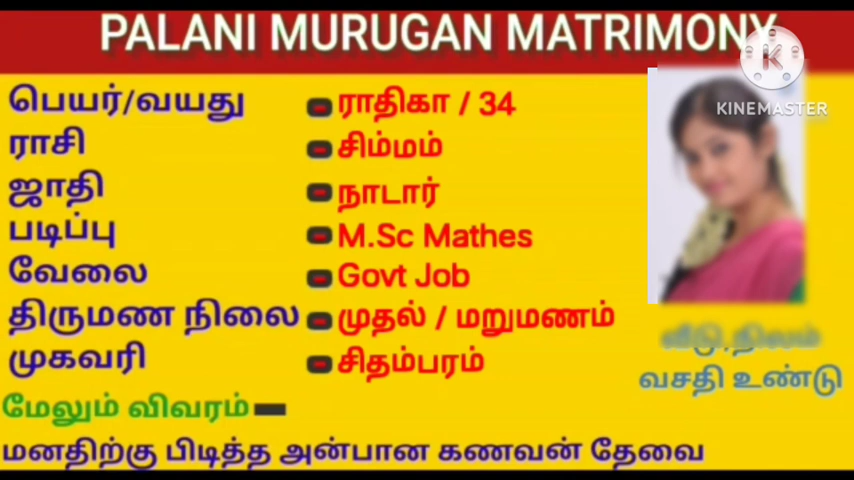 PALANI MURUGAN MATRIMONY
KINEMASTER
பெயர்/வயது - ராதிகா / 34
ராசி - சிம்மம்
ஜாதி - நாடார்
படிப்பு - M.Sc Mathes
வேலை - Govt Job
திருமண நிலை - முதல் / மறுமணம்
முகவரி - சிதம்பரம்
வீடு,நிலம்
வசதி உண்டு
மேலும் விவரம் -
மனதிற்கு பிடித்த அன்பான கணவன் தேவை